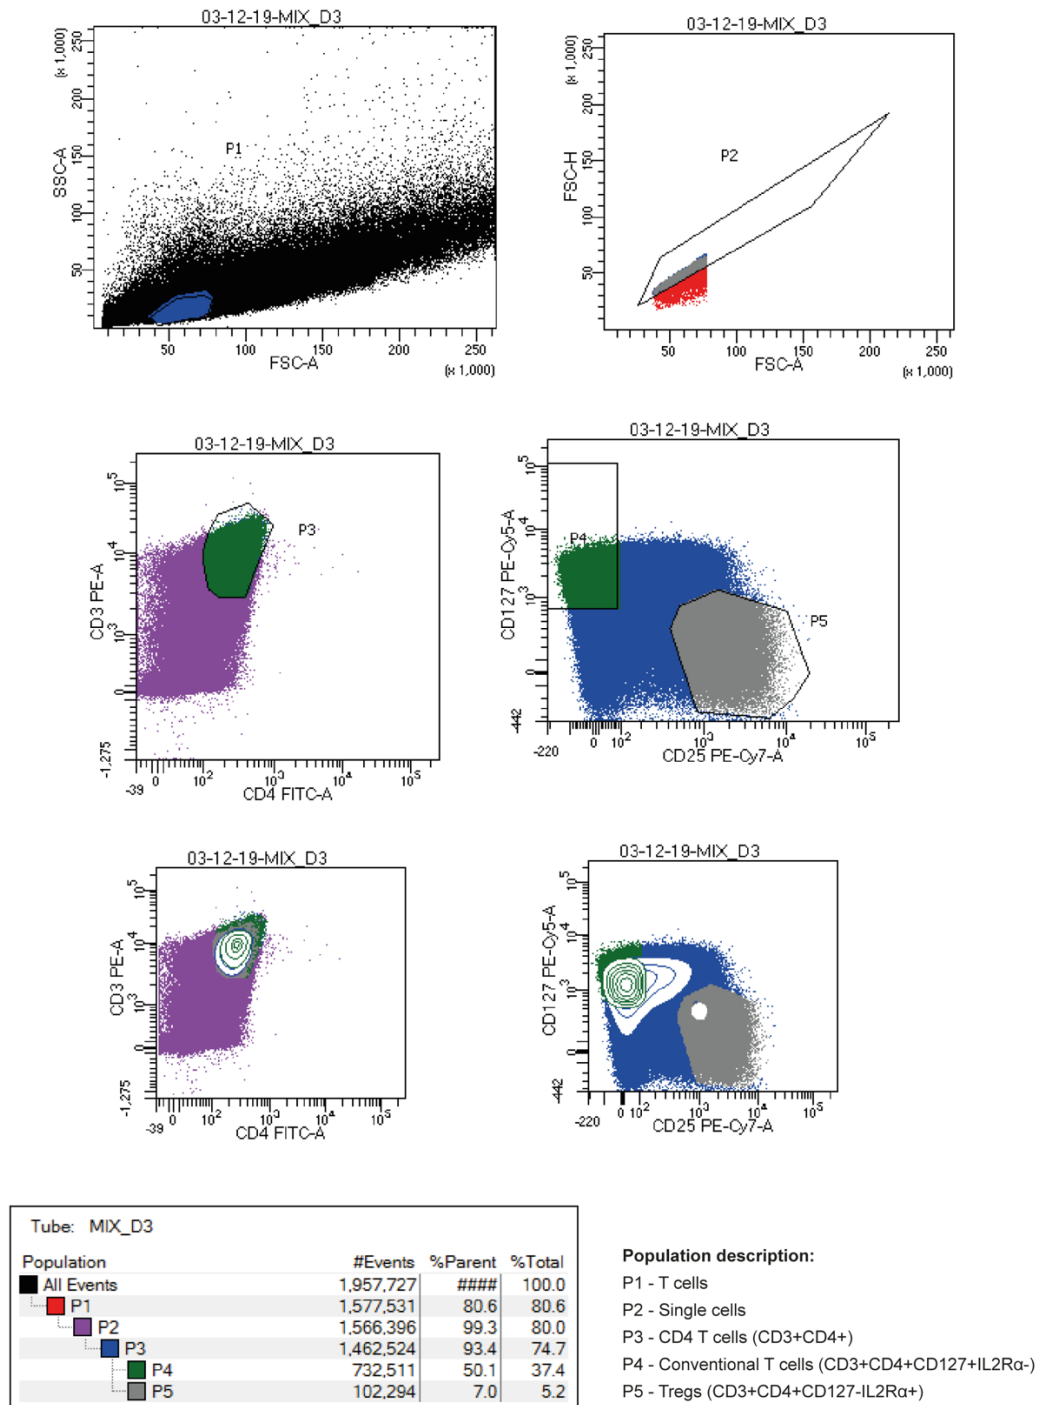 03-12-19-MIX_D3
(x 1,000)
250
200
150
100
50
SSC-A
P1
50 100 150 200 250
FSC-A
(x 1,000)
03-12-19-MIX_D3
(x 1,000)
250
200
150
100
50
FSC-H
P2
50 100 150 200 250
FSC-A
(x 1,000)
03-12-19-MIX_D3
10^5
10^4
10^3
0
-1,275
CD3 PE-A
P3
-39 0 10^2 10^3 10^4 10^5
CD4 FITC-A
03-12-19-MIX_D3
10^5
10^4
10^3
0
-442
CD127 PE-Cy5-A
P4
P5
-220 0 10^2 10^3 10^4 10^5
CD25 PE-Cy7-A
03-12-19-MIX_D3
10^5
10^4
10^3
0
-1,275
CD3 PE-A
-39 0 10^2 10^3 10^4 10^5
CD4 FITC-A
03-12-19-MIX_D3
10^5
10^4
10^3
0
-442
CD127 PE-Cy5-A
-220 0 10^2 10^3 10^4 10^5
CD25 PE-Cy7-A
Tube: MIX_D3
Population #Events %Parent %Total
All Events 1,957,727 #### 100.0
P1 1,577,531 80.6 80.6
P2 1,566,396 99.3 80.0
P3 1,462,524 93.4 74.7
P4 732,511 50.1 37.4
P5 102,294 7.0 5.2
Population description:
P1 - T cells
P2 - Single cells
P3 - CD4 T cells (CD3+CD4+)
P4 - Conventional T cells (CD3+CD4+CD127+IL2Rα-)
P5 - Tregs (CD3+CD4+CD127-IL2Rα+)